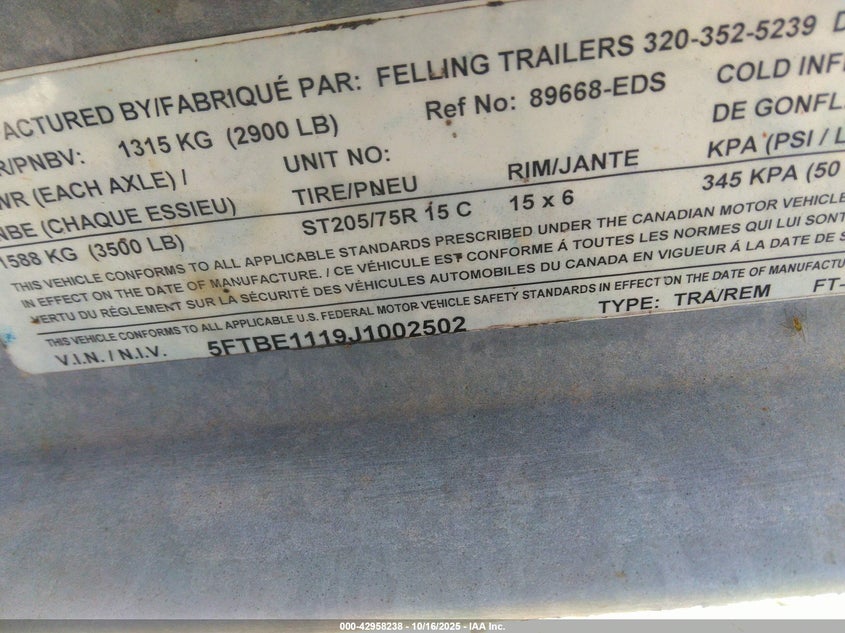 ACTURED BY/FABRIQUÉ PAR: FELLING TRAILERS 320-352-5239 D
R/PNBV: 1315 KG (2900 LB) Ref No: 89668-EDS COLD INFL
WR (EACH AXLE) / UNIT NO: DE GONFL
NBE (CHAQUE ESSIEU) TIRE/PNEU RIM/JANTE KPA (PSI / L
1588 KG (3500 LB) ST205/75R 15 C 15 x 6 345 KPA (50
THIS VEHICLE CONFORMS TO ALL APPLICABLE STANDARDS PRESCRIBED UNDER THE CANADIAN MOTOR VEHICLE
IN EFFECT ON THE DATE OF MANUFACTURE. / CE VÉHICULE EST CONFORME Á TOUTES LES NORMES QUI LUI SONT
VERTU DU RÈGLEMENT SUR LA SÉCURITÉ DES VÉHICULES AUTOMOBILES DU CANADA EN VIGUEUR Á LA DATE DE S
THIS VEHICLE CONFORMS TO ALL APPLICABLE U.S. FEDERAL MOTOR VEHICLE SAFETY STANDARDS IN EFFECT ON THE DATE OF MANUFACTU
V.I.N. / N.I.V. 5FTBE1119J1002502 TYPE: TRA/REM FT-
000-42958238 - 10/16/2025 - IAA Inc.